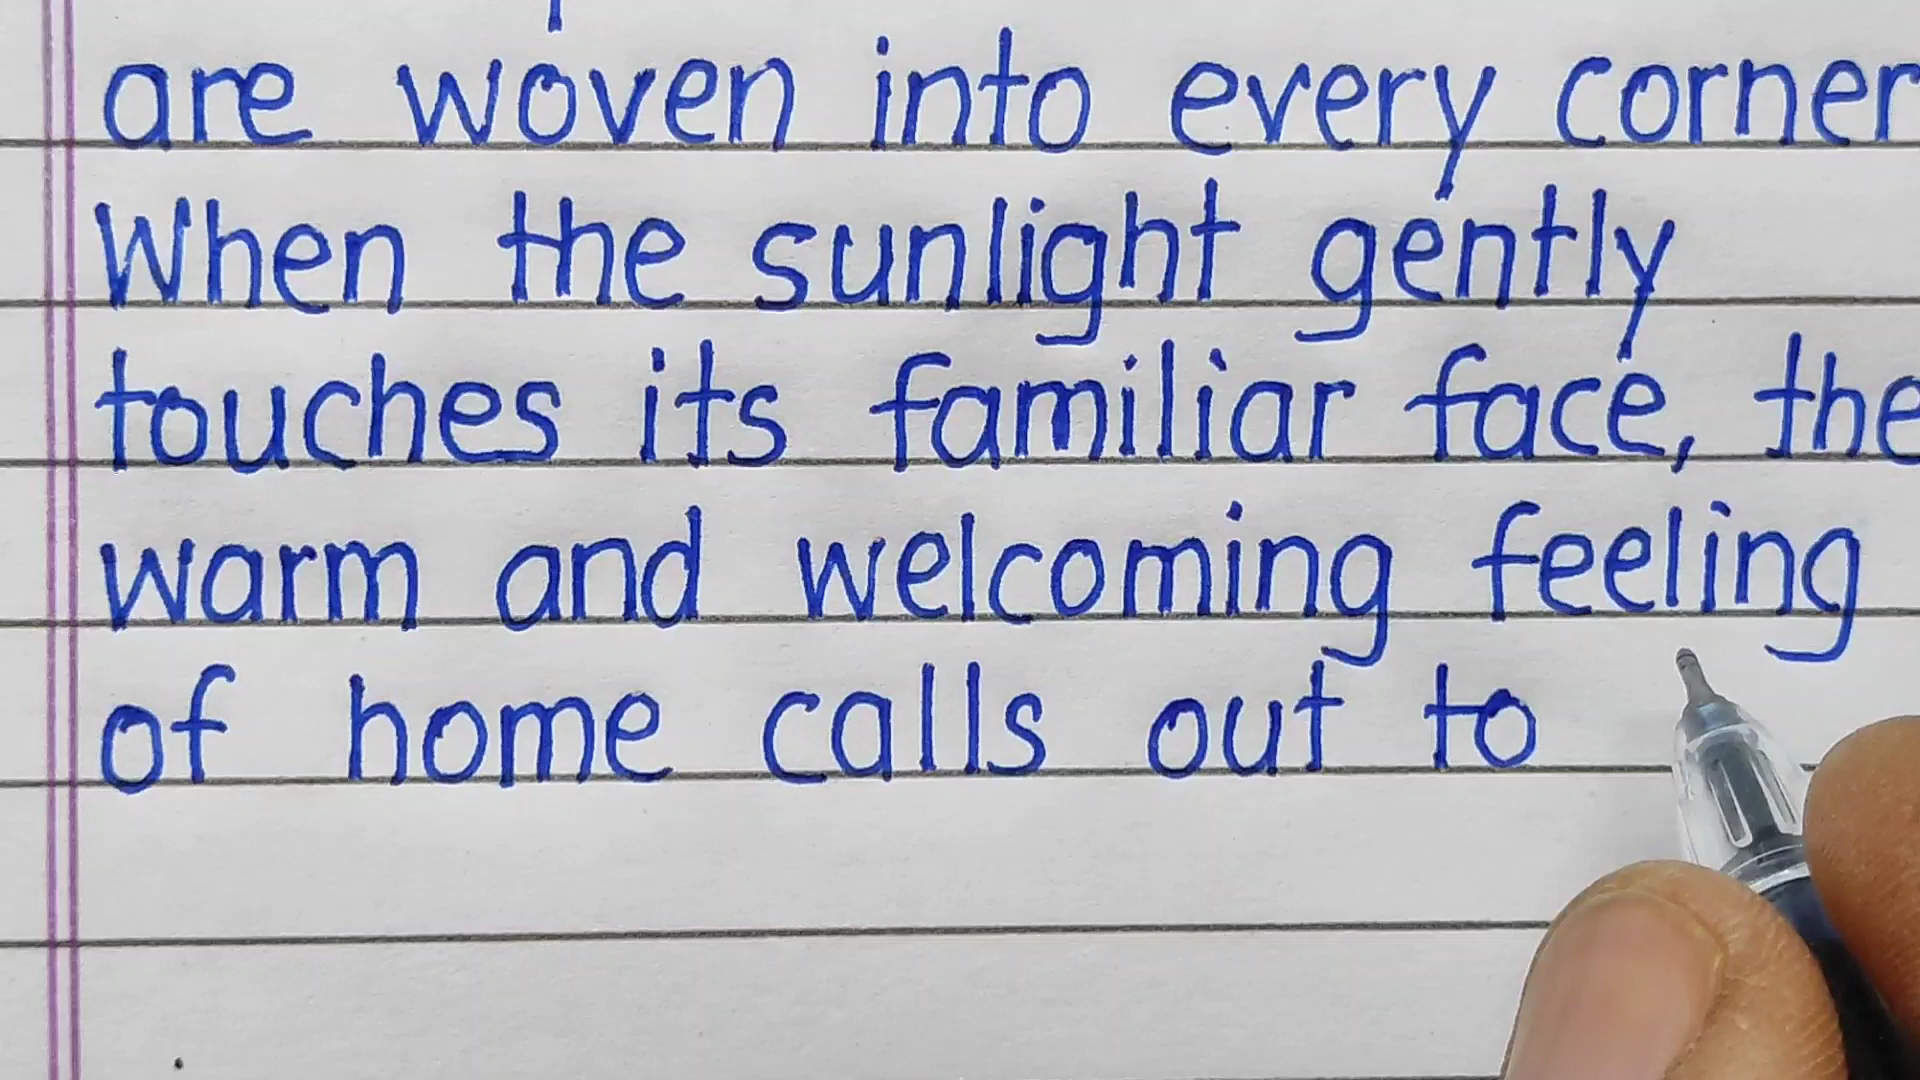 are woven into every corner
When the sunlight gently
touches its familiar face, the
warm and welcoming feeling
of home calls out to